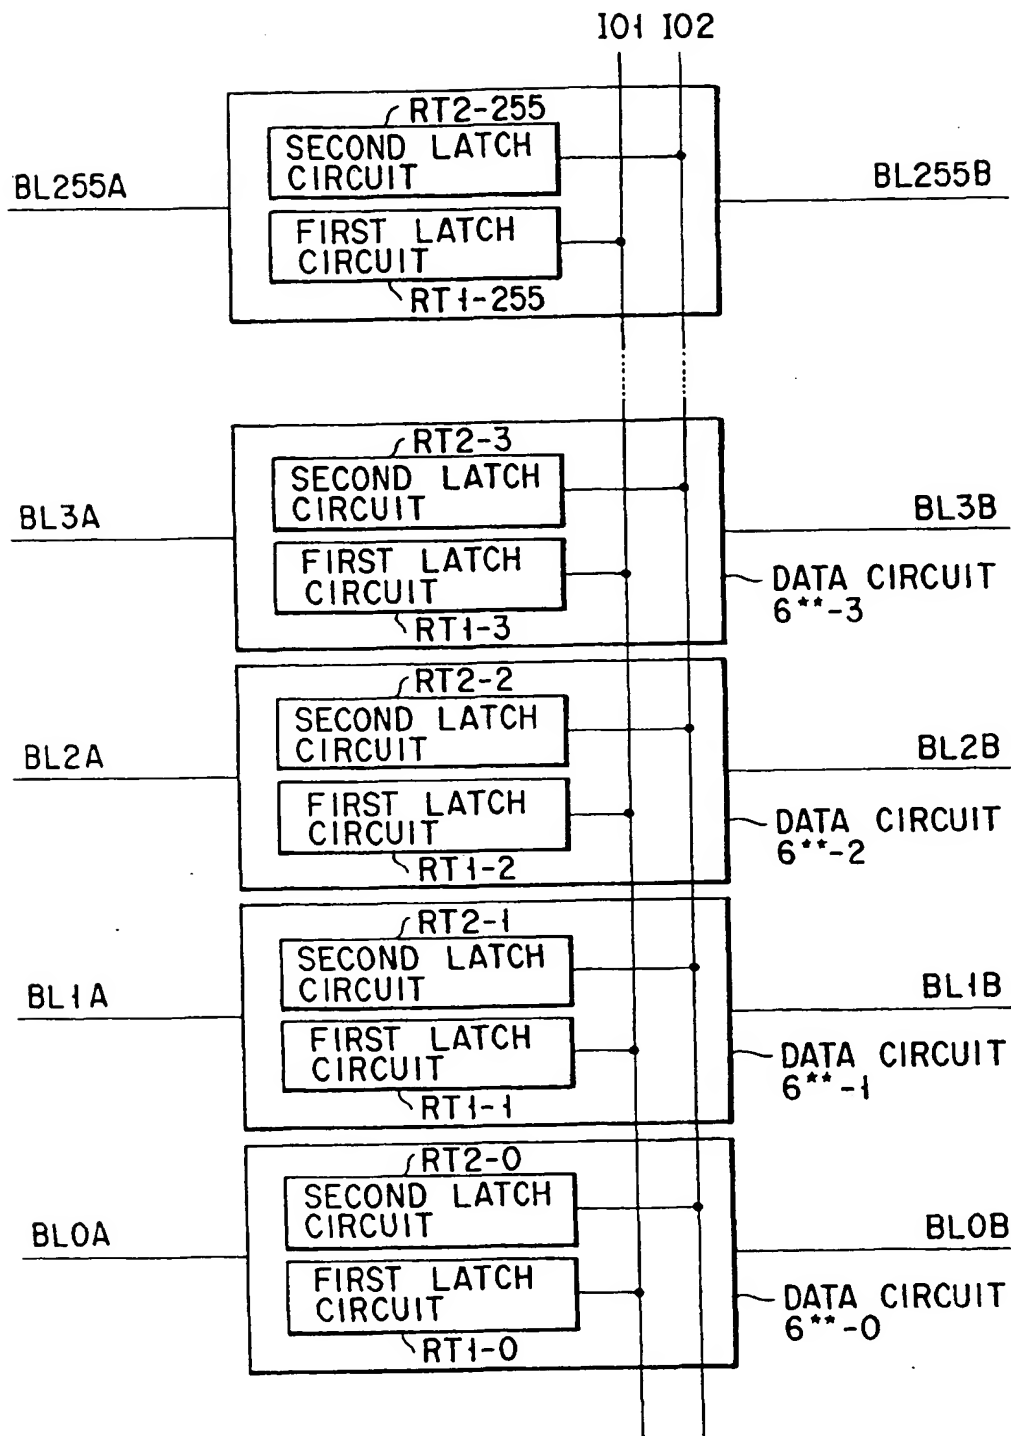 IO1 IO2
RT2-255
SECOND LATCH
CIRCUIT
BL255A
BL255B
FIRST LATCH
CIRCUIT
RT1-255
RT2-3
SECOND LATCH
CIRCUIT
BL3A
BL3B
FIRST LATCH
CIRCUIT
DATA CIRCUIT
6**-3
RT1-3
RT2-2
SECOND LATCH
CIRCUIT
BL2A
BL2B
FIRST LATCH
CIRCUIT
DATA CIRCUIT
6**-2
RT1-2
RT2-1
SECOND LATCH
CIRCUIT
BL1A
BL1B
FIRST LATCH
CIRCUIT
DATA CIRCUIT
6**-1
RT1-1
RT2-0
SECOND LATCH
CIRCUIT
BL0A
BL0B
FIRST LATCH
CIRCUIT
DATA CIRCUIT
6**-0
RT1-0